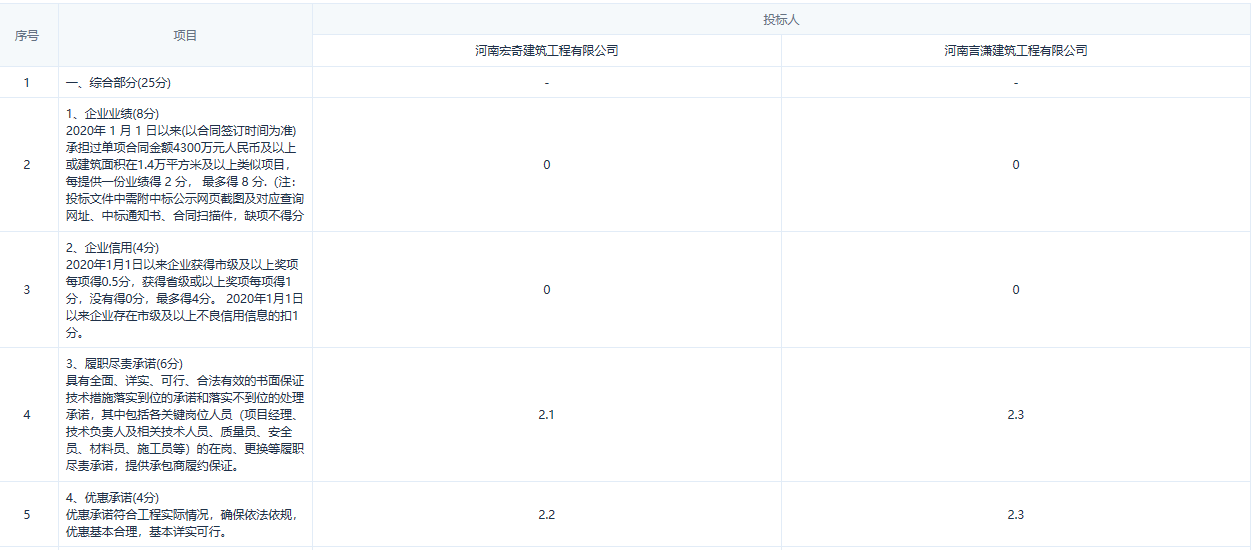 序号
项目
投标人
河南宏奇建筑工程有限公司
河南言潇建筑工程有限公司
1
一、综合部分(25分)
-
-
2
1、企业业绩(8分)
2020年 1 月 1 日以来(以合同签订时间为准)
承担过单项合同金额4300万元人民币及以上
或建筑面积在1.4万平方米及以上类似项目，
每提供一份业绩得 2 分， 最多得 8 分.（注：
投标文件中需附中标公示网页截图及对应查询
网址、中标通知书、合同扫描件，缺项不得分
0
0
3
2、企业信用(4分)
2020年1月1日以来企业获得市级及以上奖项
每项得0.5分，获得省级或以上奖项每项得1
分，没有得0分，最多得4分。 2020年1月1日
以来企业存在市级及以上不良信用信息的扣1
分。
0
0
4
3、履职尽责承诺(6分)
具有全面、详实、可行、合法有效的书面保证
技术措施落实到位的承诺和落实不到位的处理
承诺，其中包括各关键岗位人员（项目经理、
技术负责人及相关技术人员、质量员、安全
员、材料员、施工员等）的在岗、更换等履职
尽责承诺，提供承包商履约保证。
2.1
2.3
5
4、优惠承诺(4分)
优惠承诺符合工程实际情况，确保依法依规，
优惠基本合理，基本详实可行。
2.2
2.3